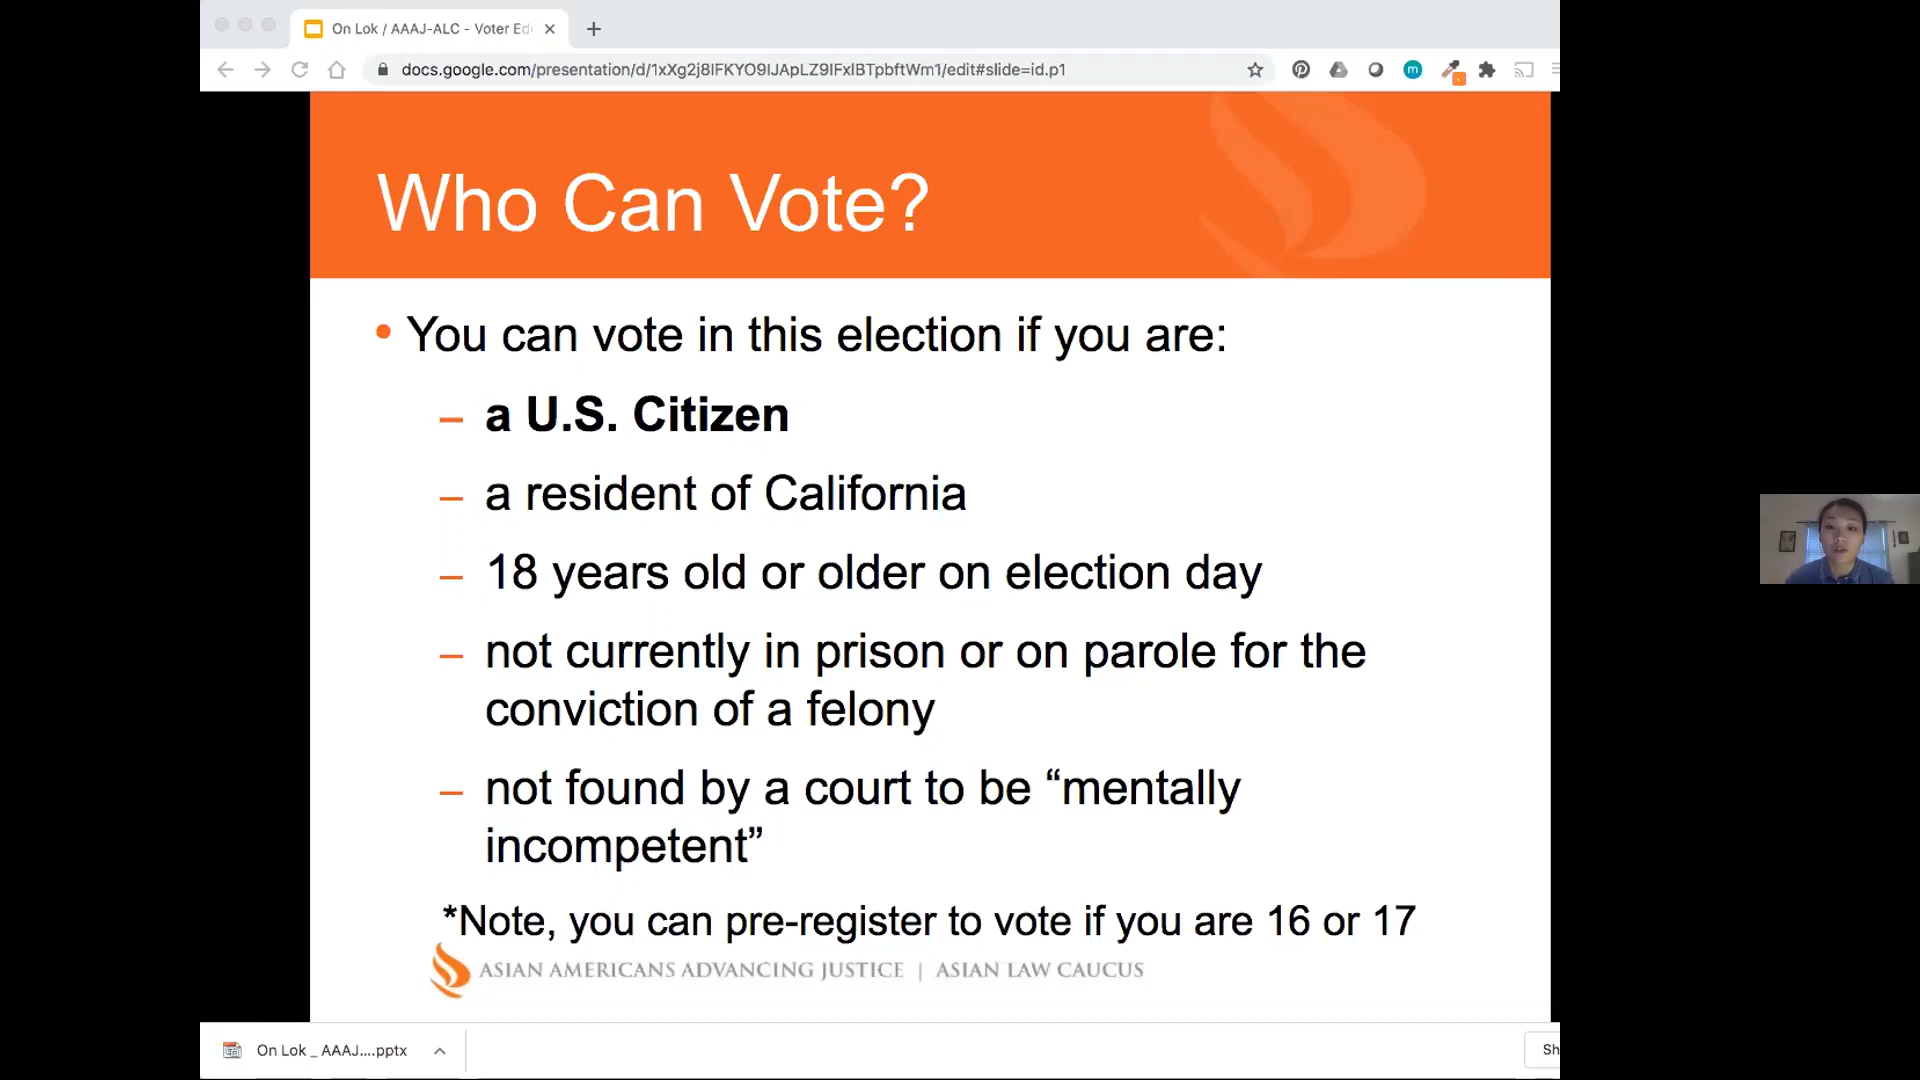 On Lok / AAAJ-ALC - Voter Ed
docs.google.com/presentation/d/1xXg2j8IFKYO9IJApLZ9IFxIBTpbftWm1/edit#slide=id.p1
m
Who Can Vote?
• You can vote in this election if you are:
– a U.S. Citizen
– a resident of California
– 18 years old or older on election day
– not currently in prison or on parole for the
conviction of a felony
– not found by a court to be “mentally
incompetent”
*Note, you can pre-register to vote if you are 16 or 17
ASIAN AMERICANS ADVANCING JUSTICE | ASIAN LAW CAUCUS
On Lok _ AAAJ....pptx
Sh